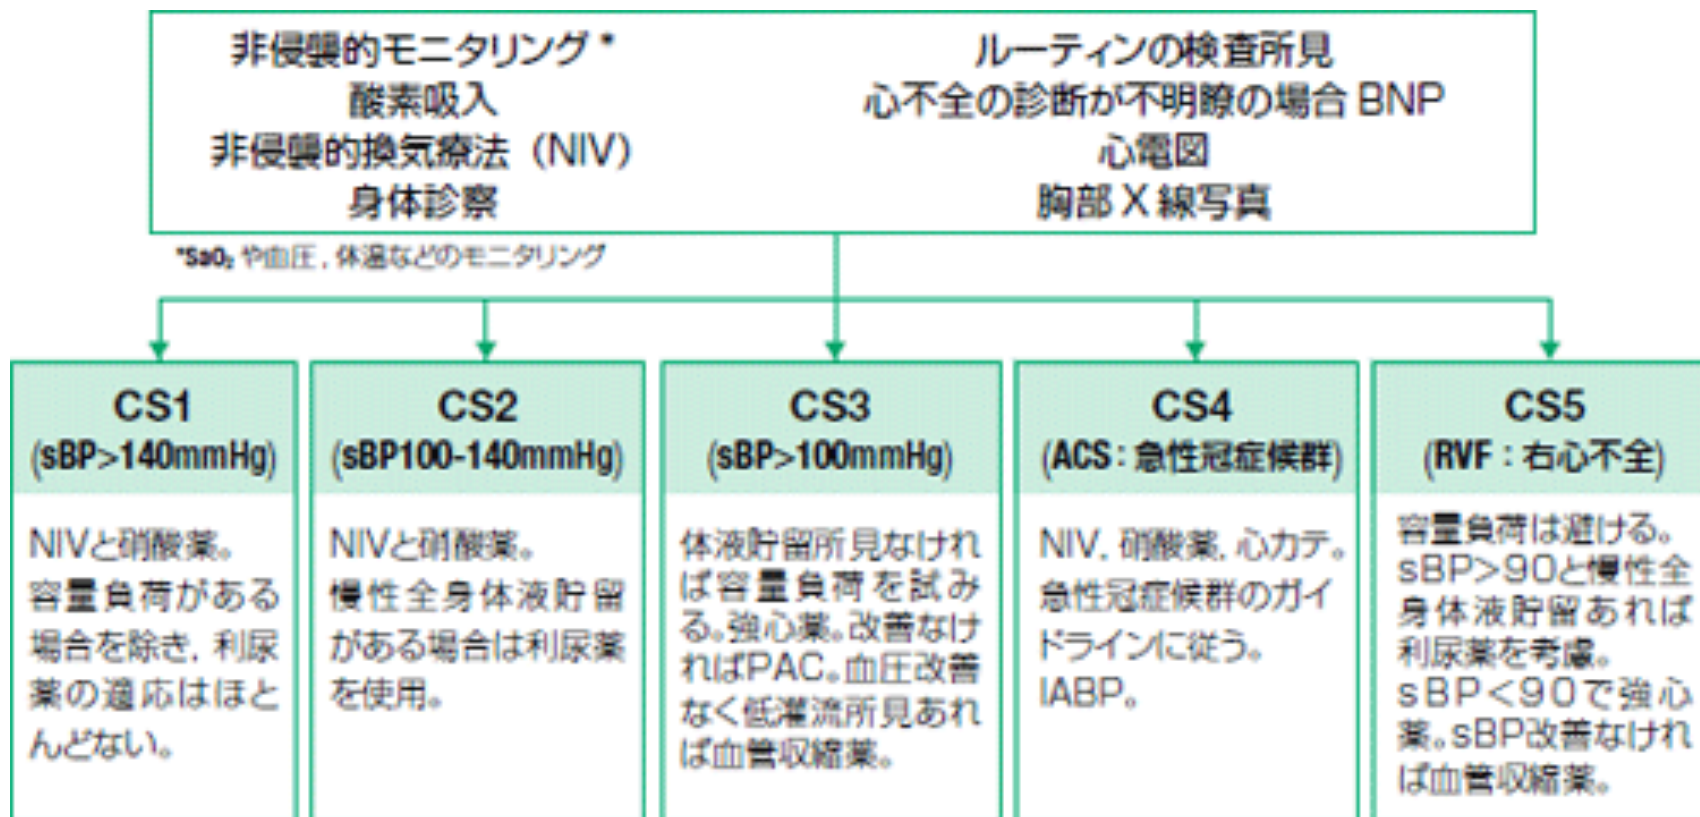 非侵襲的モニタリング*
酸素吸入
非侵襲的換気療法（NIV）
身体診察
ルーティンの検査所見
心不全の診断が不明瞭の場合 BNP
心電図
胸部 X 線写真
*SaO₂ や血圧，体温などのモニタリング
CS1
(sBP>140mmHg)
NIVと硝酸薬。
容量負荷がある
場合を除き，利尿
薬の適応はほと
んどない。
CS2
(sBP100-140mmHg)
NIVと硝酸薬。
慢性全身体液貯留
がある場合は利尿薬
を使用。
CS3
(sBP>100mmHg)
体液貯留所見なけれ
ば容量負荷を試み
る。強心薬。改善なけ
ればPAC。血圧改善
なく低灌流所見あれ
ば血管収縮薬。
CS4
(ACS：急性冠症候群)
NIV，硝酸薬，心カテ。
急性冠症候群のガイ
ドラインに従う。
IABP。
CS5
(RVF：右心不全)
容量負荷は避ける。
sBP>90と慢性全
身体液貯留あれば
利尿薬を考慮。
sBP<90で強心
薬。sBP改善なけれ
ば血管収縮薬。